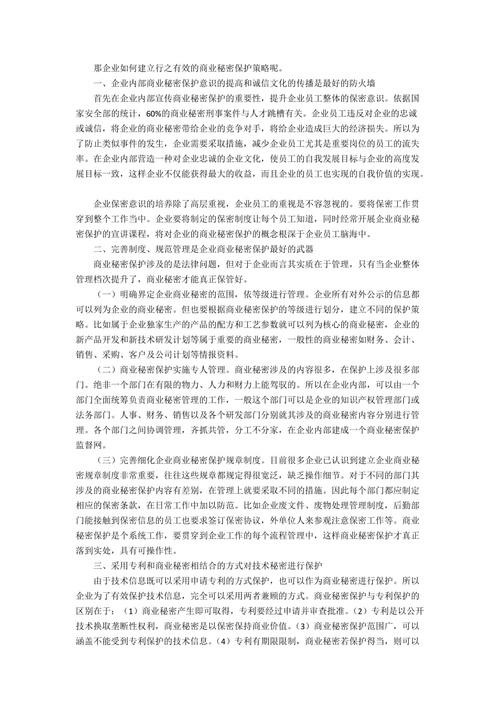 那企业如何建立行之有效的商业秘密保护策略呢。
一、企业内部商业秘密保护意识的提高和诚信文化的传播是最好的防火墙
首先在企业内部宣传商业秘密保护的重要性，提升企业员工整体的保密意识。依据国
家安全部的统计，60%的商业秘密刑事案件与人才跳槽有关。企业员工违反对企业的忠诚
或诚信，将企业的商业秘密带给企业的竞争对手，将给企业造成巨大的经济损失。所以为
了防止类似事件的发生，企业需要采取措施，减少企业员工尤其是重要岗位的员工的流失
率。在企业内部营造一种对企业忠诚的企业文化，使员工的自我发展目标与企业的高度发
展目标一致，这样企业不仅能获得最大的收益，而且企业的员工也实现的自我价值的实现。
企业保密意识的培养除了高层重视，企业员工的重视是不容忽视的。要将保密工作贯
穿到整个工作当中。企业要将制定的保密制度让每个员工知道，同时经常开展企业商业秘
密保护的宣讲课程，将对企业的商业秘密保护的概念根深于企业员工脑海中。
二、完善制度、规范管理是企业商业秘密保护最好的武器
商业秘密保护涉及的是法律问题，但对于企业而言其实质在于管理，只有当企业整体
管理档次提升了，商业秘密才能真正保管好。
（一）明确界定企业商业秘密的范围，依等级进行管理。企业所有对外公示的信息都
可以列为企业的商业秘密。但也要根据商业秘密保护的等级进行划分，建立不同的保护策
略。比如属于企业独家生产的产品的配方和工艺参数就可以列为核心的商业秘密，企业的
新产品开发和新技术研发计划等属于重要的商业秘密，一般性的商业秘密如财务、会计、
销售、采购、客户及公司计划等情报资料。
（二）商业秘密保护实施专人管理。商业秘密涉及的内容很多，在保护上涉及很多部
门。绝非一个部门在有限的物力、人力和财力上能驾驭的。所以在企业内部，可以由一个
部门全面统筹负责商业秘密管理的工作，一般这个部门可以是企业的知识产权管理部门或
法务部门。人事、财务、销售以及各个研发部门分别就其涉及的商业秘密内容分别进行管
理。各个部门之间协调管理，齐抓共管，分工不分家，在企业内部建成一个商业秘密保护
监督网。
（三）完善细化企业商业秘密保护规章制度。目前很多企业已认识到建立企业商业秘
密规章制度非常重要，往往这些规章都规定得很宽泛，缺乏操作细节。对于不同的部门其
涉及的商业秘密保护内容有差别，在管理上就要采取不同的措施。因此每个部门都应制定
相应的保密条款，在日常工作中加以防范。比如企业废文件、废物处理管理制度，后勤部
门能接触到保密信息的员工也要求签订保密协议，外单位人来参观注意保密工作等。商业
秘密保护是个系统工作，要贯穿到企业工作的每个流程管理中，这样商业秘密保护才真正
落到实处，具有可操作性。
三、采用专利和商业秘密相结合的方式对技术秘密进行保护
由于技术信息既可以采用申请专利的方式保护，也可以作为商业秘密进行保护。所以
企业为了有效保护技术信息，完全可以采用两者兼顾的方式。商业秘密保护与专利保护的
区别在于：（1）商业秘密产生即可取得，专利要经过申请并审查批准。（2）专利是以公开
技术换取垄断性权利，商业秘密是以保密保持商业价值。（3）商业秘密保护范围广，可以
涵盖不能受到专利保护的技术信息。（4）专利有期限限制，商业秘密若保护得当，则可以